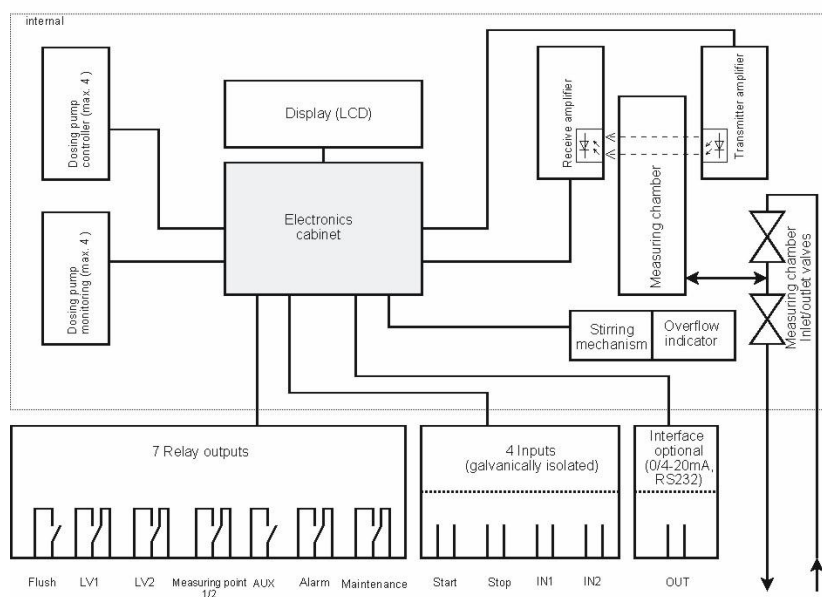 internal
Dosing pump
controller (max. 4 )
Display (LCD)
Receive amplifier
Measuring chamber
Transmitter amplifier
Electronics
cabinet
Dosing pump
monitoring (max. 4 )
Measuring chamber
Inlet/outlet valves
Stirring
mechanism
Overflow
indicator
7 Relay outputs
4 Inputs
(galvanically isolated)
Interface
optional
(0/4-20mA,
RS232)
Flush
LV1
LV2
Measuring point
1/2
AUX
Alarm
Maintenance
Start
Stop
IN1
IN2
OUT